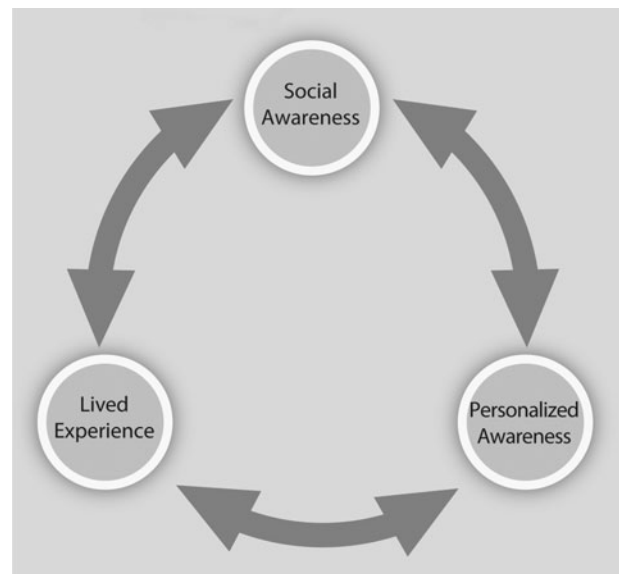 Social
Awareness
Lived
Experience
Personalized
Awareness